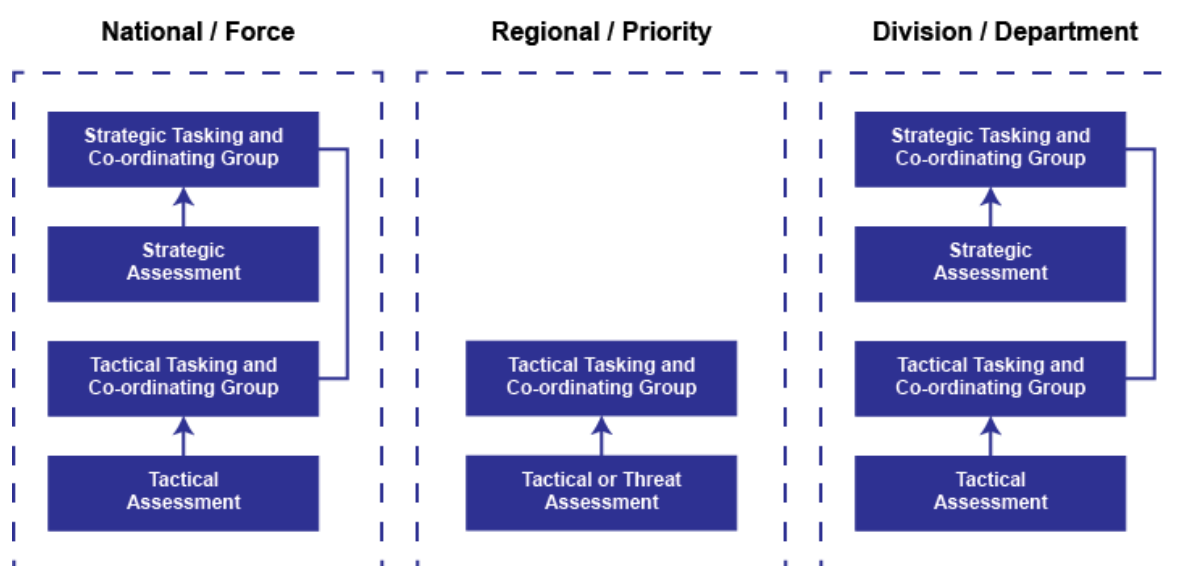 National / Force
Strategic Tasking and
Co-ordinating Group
Strategic
Assessment
Tactical Tasking and
Co-ordinating Group
Tactical
Assessment
Regional / Priority
Tactical Tasking and
Co-ordinating Group
Tactical or Threat
Assessment
Division / Department
Strategic Tasking and
Co-ordinating Group
Strategic
Assessment
Tactical Tasking and
Co-ordinating Group
Tactical
Assessment